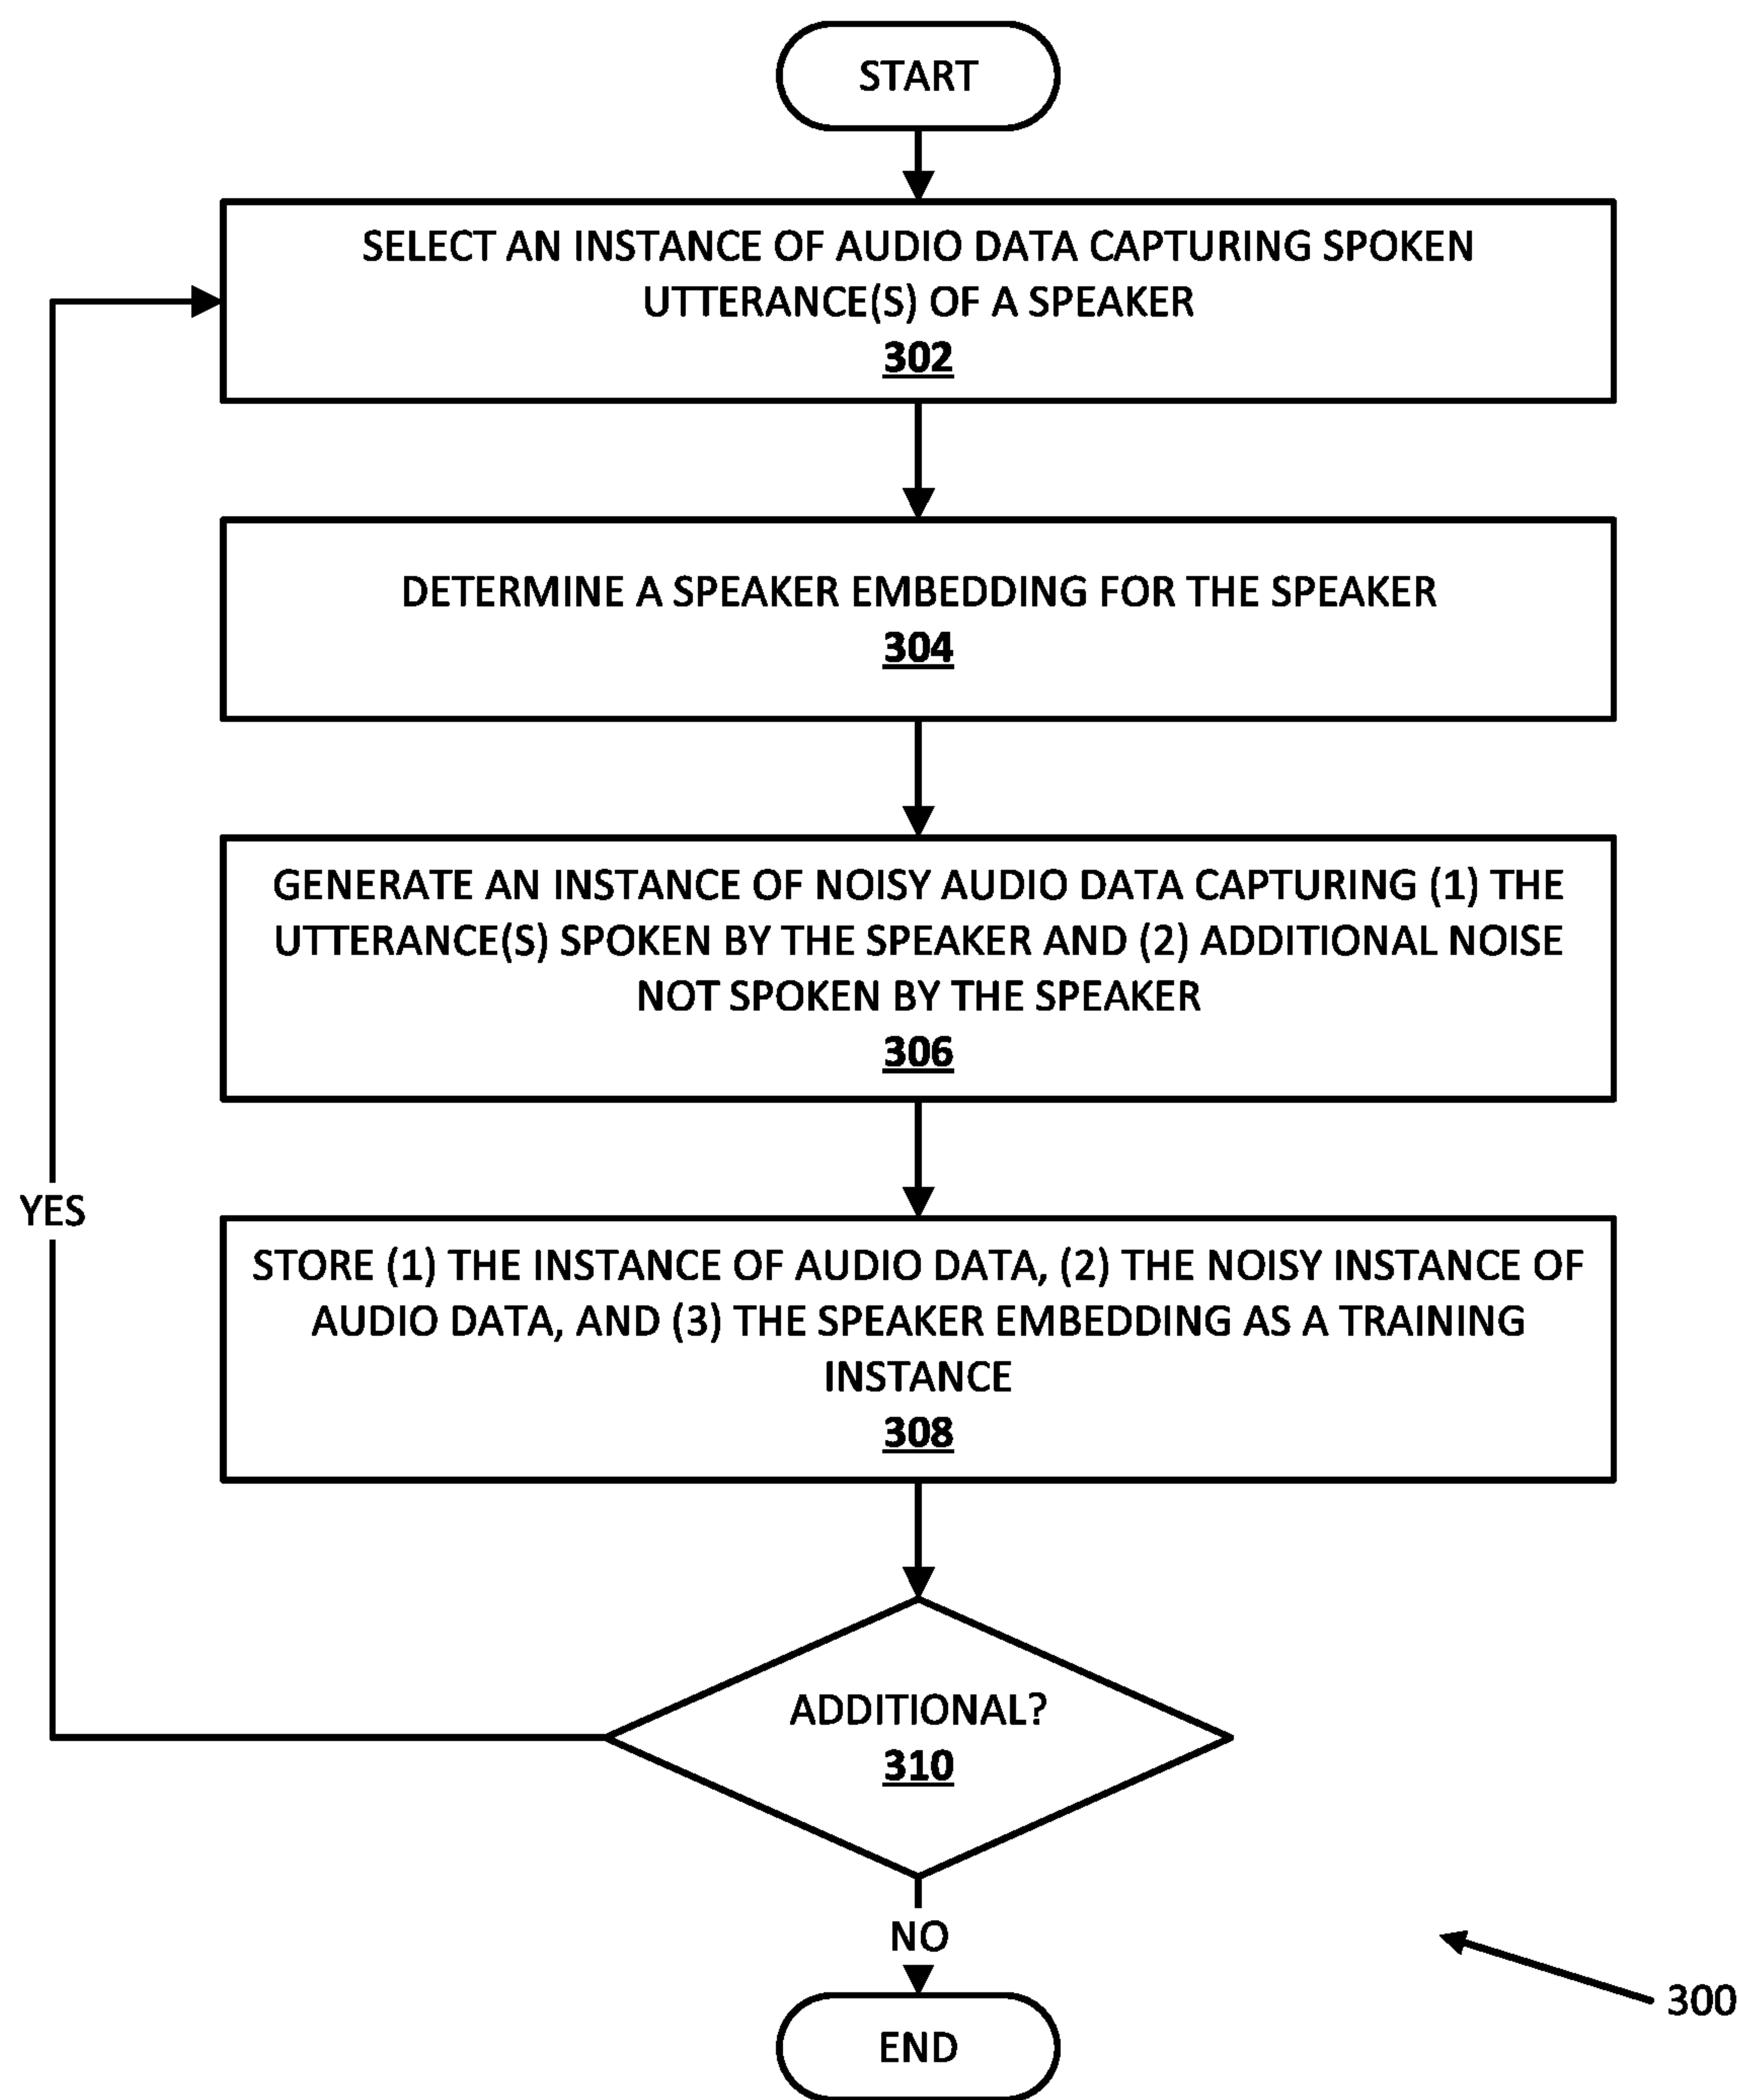 START
SELECT AN INSTANCE OF AUDIO DATA CAPTURING SPOKEN
UTTERANCE(S) OF A SPEAKER
302
DETERMINE A SPEAKER EMBEDDING FOR THE SPEAKER
304
GENERATE AN INSTANCE OF NOISY AUDIO DATA CAPTURING (1) THE
UTTERANCE(S) SPOKEN BY THE SPEAKER AND (2) ADDITIONAL NOISE
NOT SPOKEN BY THE SPEAKER
306
YES
STORE (1) THE INSTANCE OF AUDIO DATA, (2) THE NOISY INSTANCE OF
AUDIO DATA, AND (3) THE SPEAKER EMBEDDING AS A TRAINING
INSTANCE
308
ADDITIONAL?
310
NO
300
END